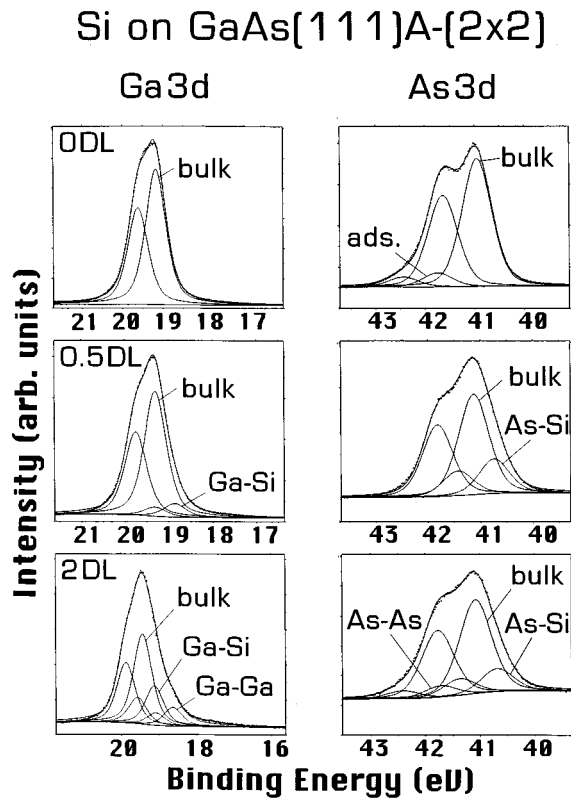 Si on GaAs(111)A-(2x2)
Ga3d
As3d
Intensity (arb. units)
0DL
bulk
21 20 19 18 17
bulk
ads.
43 42 41 40
0.5DL
bulk
Ga-Si
21 20 19 18 17
bulk
As-Si
43 42 41 40
2DL
bulk
Ga-Si
Ga-Ga
20 18 16
bulk
As-As
As-Si
43 42 41 40
Binding Energy (eV)